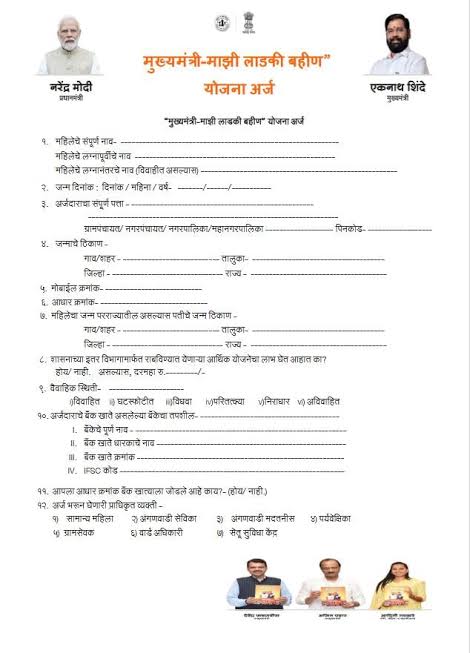 मुख्यमंत्री-माझी लाडकी बहीण”
योजना अर्ज
नरेंद्र मोदी
प्रधानमंत्री
एकनाथ शिंदे
मुख्यमंत्री
"मुख्यमंत्री-माझी लाडकी बहीण" योजना अर्ज
१. महिलेचे संपूर्ण नाव- ----------------------------------------
महिलेचे लग्नापूर्वीचे नाव ----------------------------------------
महिलेचे लग्नानंतरचे नाव (विवाहीत असल्यास) ----------------------------------------
२. जन्म दिनांक : दिनांक / महिना / वर्ष- -------/------/-----------
३. अर्जदाराचा संपूर्ण पत्ता - ----------------------------------------
----------------------------------------
ग्रामपंचायत/ नगरपंचायत/ नगरपालिका/महानगरपालिका ------------------- पिनकोड- -----------------
४. जन्माचे ठिकाण -
गाव/शहर - ------------------------- तालुका- -------------------------
जिल्हा - ------------------------- राज्य - -------------------------
५. मोबाईल क्रमांक- -------------------------
६. आधार क्रमांक- -------------------------
७. महिलेचा जन्म परराज्यातील असल्यास पतीचे जन्म ठिकाण -
गाव/शहर - ------------------------- तालुका- -------------------------
जिल्हा - ------------------------- राज्य - -------------------------
८. शासनाच्या इतर विभागामार्फत राबविण्यात येणाऱ्या आर्थिक योजनेचा लाभ घेत आहात का?
होय/ नाही. असल्यास, दरमहा रु.---------/-
९. वैवाहिक स्थिती- -----------------
i)विवाहित ii) घटस्फोटीत iii)विधवा iv)परितत्क्या v)निराधार vi) अविवाहित
१०. अर्जदाराचे बँक खाते असलेल्या बँकेचा तपशील- -------------------------
I. बँकेचे पूर्ण नाव - ----------------------------------------
II. बँक खाते धारकाचे नाव ----------------------------------------
III. बँक खाते क्रमांक ----------------------------------------
IV. IFSC कोड ----------------------------------------
११. आपला आधार क्रमांक बँक खात्याला जोडले आहे काय?- (होय/ नाही.)
१२. अर्ज भरून घेणारी प्राधिकृत व्यक्ती -
१) सामान्य महिला २) अंगणवाडी सेविका ३) अंगणवाडी मदतनीस ४) पर्यवेक्षिका
५) ग्रामसेवक ६) वार्ड अधिकारी ७) सेतू सुविधा केंद्र